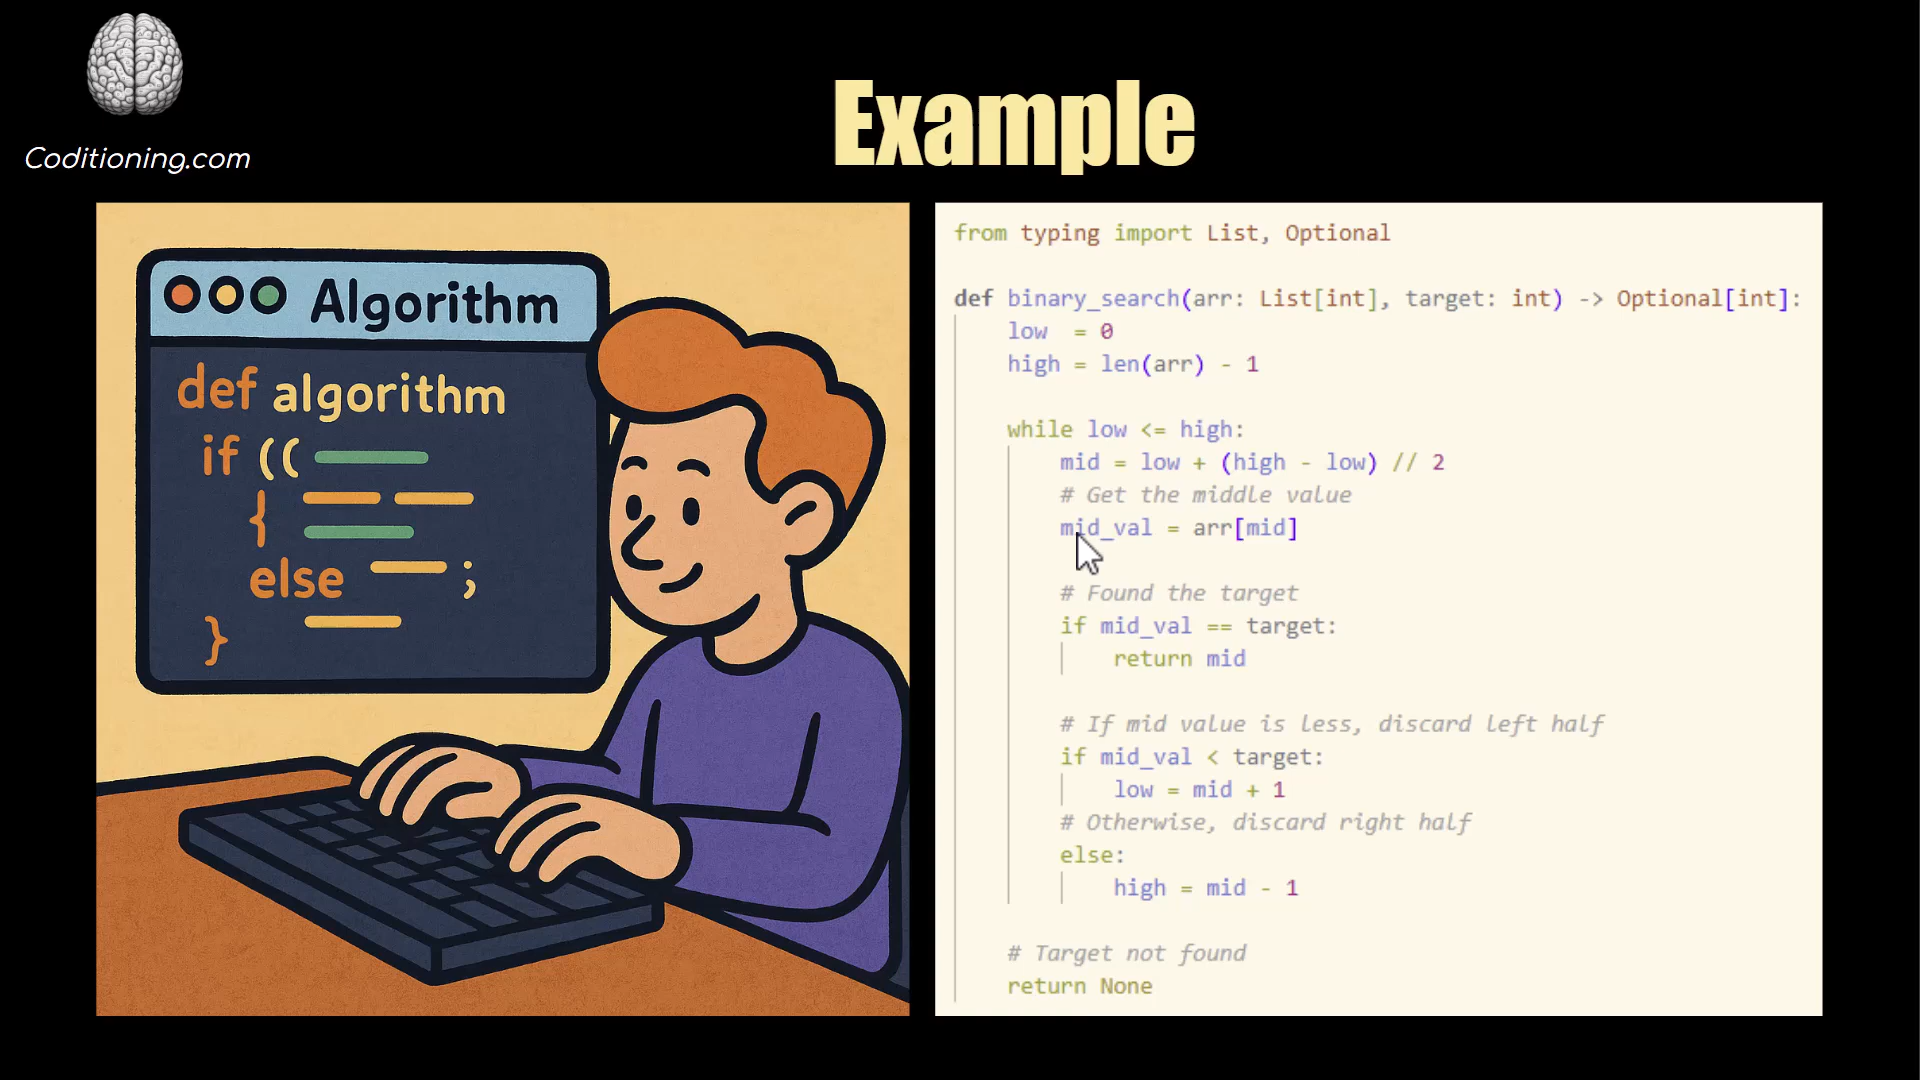 Coditioning.com
Example
Algorithm
def algorithm
if ((
{
else ;
}
from typing import List, Optional
def binary_search(arr: List[int], target: int) -> Optional[int]:
low  = 0
high = len(arr) - 1
while low <= high:
mid = low + (high - low) // 2
# Get the middle value
mid_val = arr[mid]
# Found the target
if mid_val == target:
return mid
# If mid value is less, discard left half
if mid_val < target:
low = mid + 1
# Otherwise, discard right half
else:
high = mid - 1
# Target not found
return None